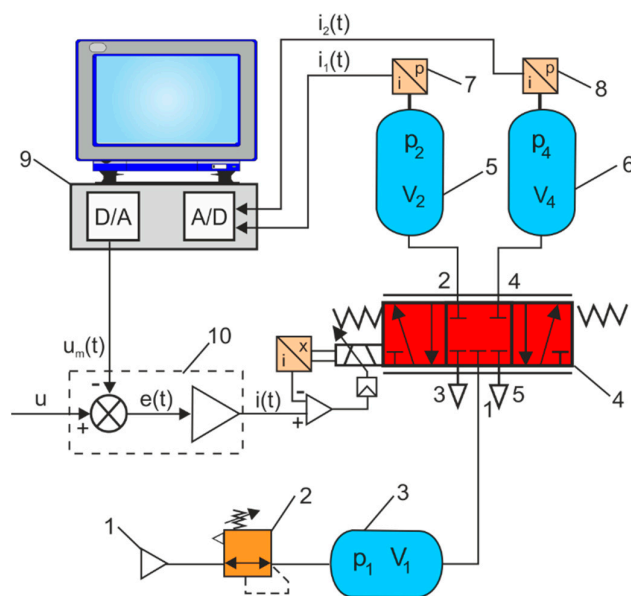 i₂(t)
i₁(t)
p
i
7
p
i
8
9
D/A
A/D
p₂
V₂
5
p₄
V₄
6
2
4
uₘ(t)
10
x
i
-
u
+
e(t)
i(t)
-
+
3
1
5
4
1
2
3
p₁ V₁